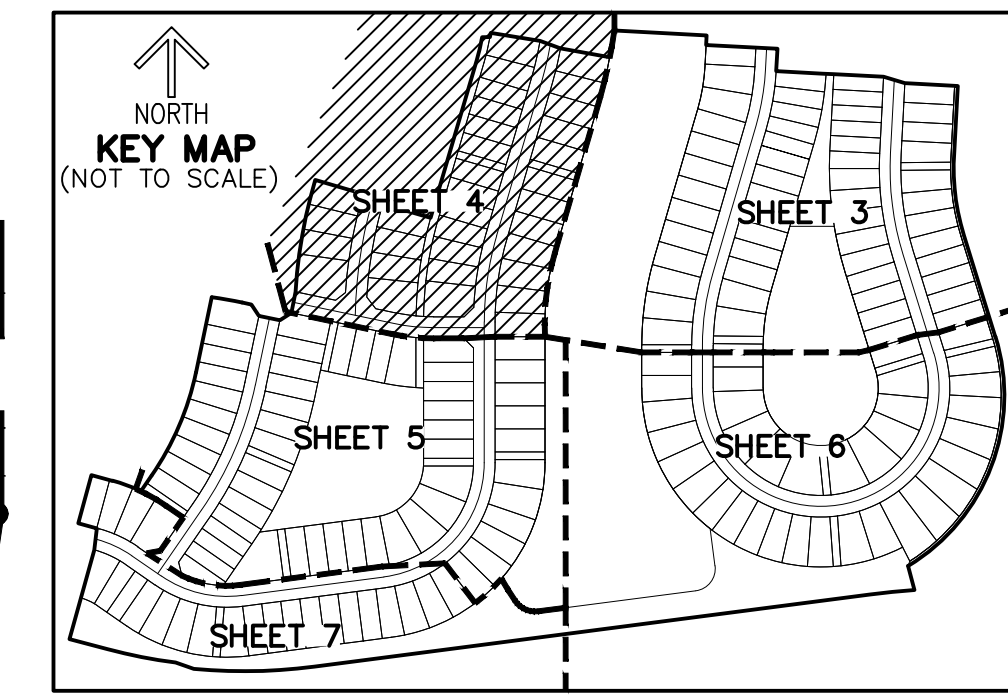 NORTH
KEY MAP
(NOT TO SCALE)
SHEET 4
SHEET 3
SHEET 5
SHEET 6
SHEET 7